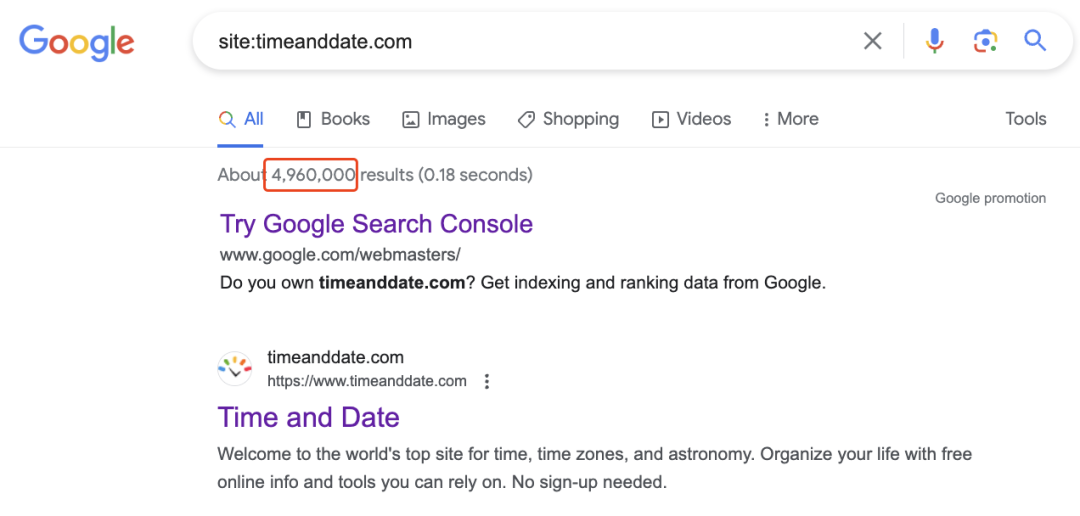 Google
site:timeanddate.com
All Books Images Shopping Videos More Tools
About 4,960,000 results (0.18 seconds)
Google promotion
Try Google Search Console
www.google.com/webmasters/
Do you own timeanddate.com? Get indexing and ranking data from Google.
timeanddate.com
https://www.timeanddate.com
Time and Date
Welcome to the world's top site for time, time zones, and astronomy. Organize your life with free
online info and tools you can rely on. No sign-up needed.